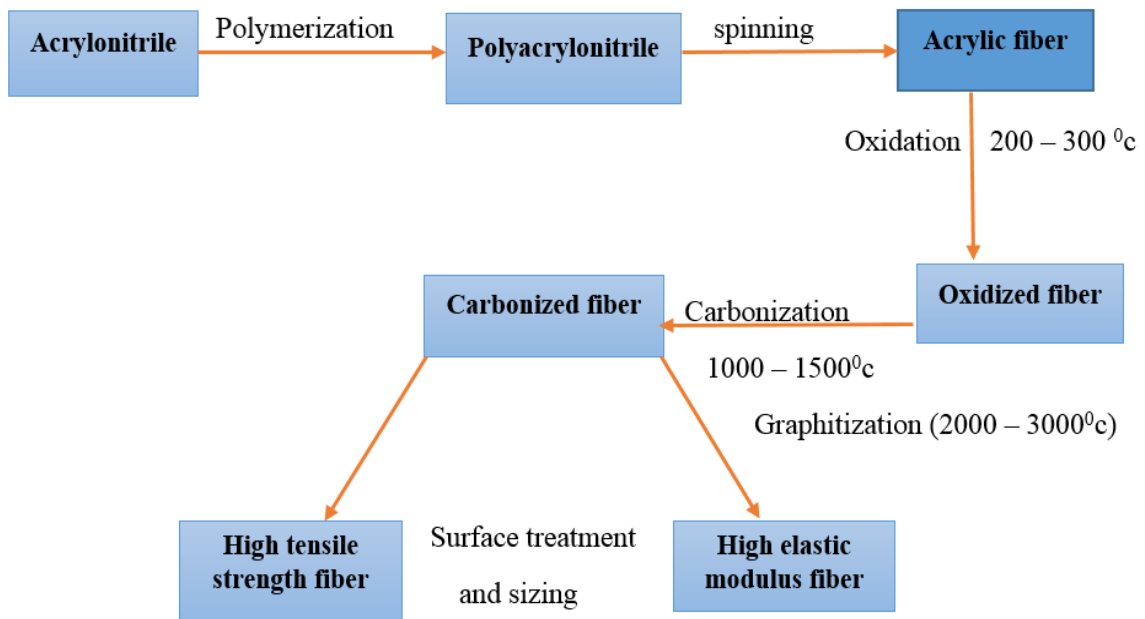 Acrylonitrile
Polymerization
Polyacrylonitrile
spinning
Acrylic fiber
Oxidation
200 – 300 ⁰c
Oxidized fiber
Carbonization
1000 – 1500⁰c
Carbonized fiber
Graphitization (2000 – 3000⁰c)
High tensile
strength fiber
Surface treatment
and sizing
High elastic
modulus fiber